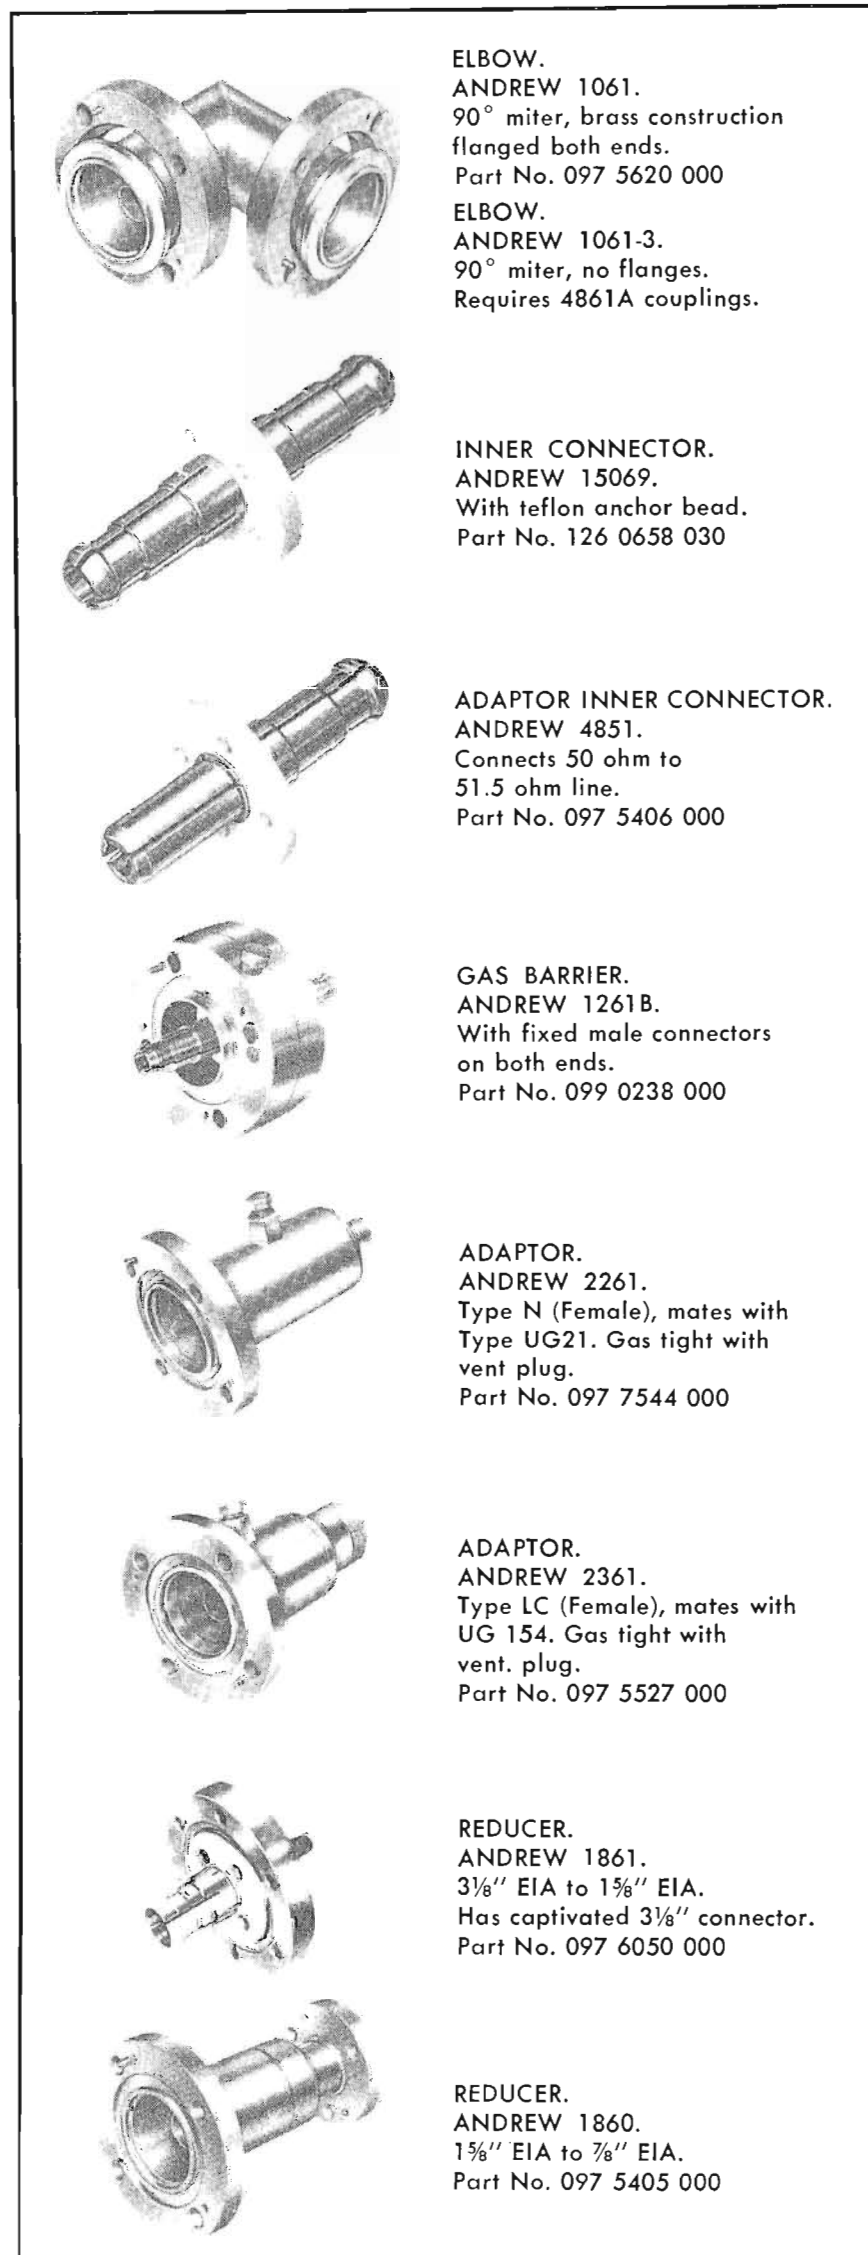 ELBOW.
ANDREW 1061.
90° miter, brass construction
flanged both ends.
Part No. 097 5620 000
ELBOW.
ANDREW 1061-3.
90° miter, no flanges.
Requires 4861A couplings.
INNER CONNECTOR.
ANDREW 15069.
With teflon anchor bead.
Part No. 126 0658 030
ADAPTOR INNER CONNECTOR.
ANDREW 4851.
Connects 50 ohm to
51.5 ohm line.
Part No. 097 5406 000
GAS BARRIER.
ANDREW 1261B.
With fixed male connectors
on both ends.
Part No. 099 0238 000
ADAPTOR.
ANDREW 2261.
Type N (Female), mates with
Type UG21. Gas tight with
vent plug.
Part No. 097 7544 000
ADAPTOR.
ANDREW 2361.
Type LC (Female), mates with
UG 154. Gas tight with
vent. plug.
Part No. 097 5527 000
REDUCER.
ANDREW 1861.
3⅛" EIA to 1⅝" EIA.
Has captivated 3⅛" connector.
Part No. 097 6050 000
REDUCER.
ANDREW 1860.
1⅝" EIA to ⅞" EIA.
Part No. 097 5405 000